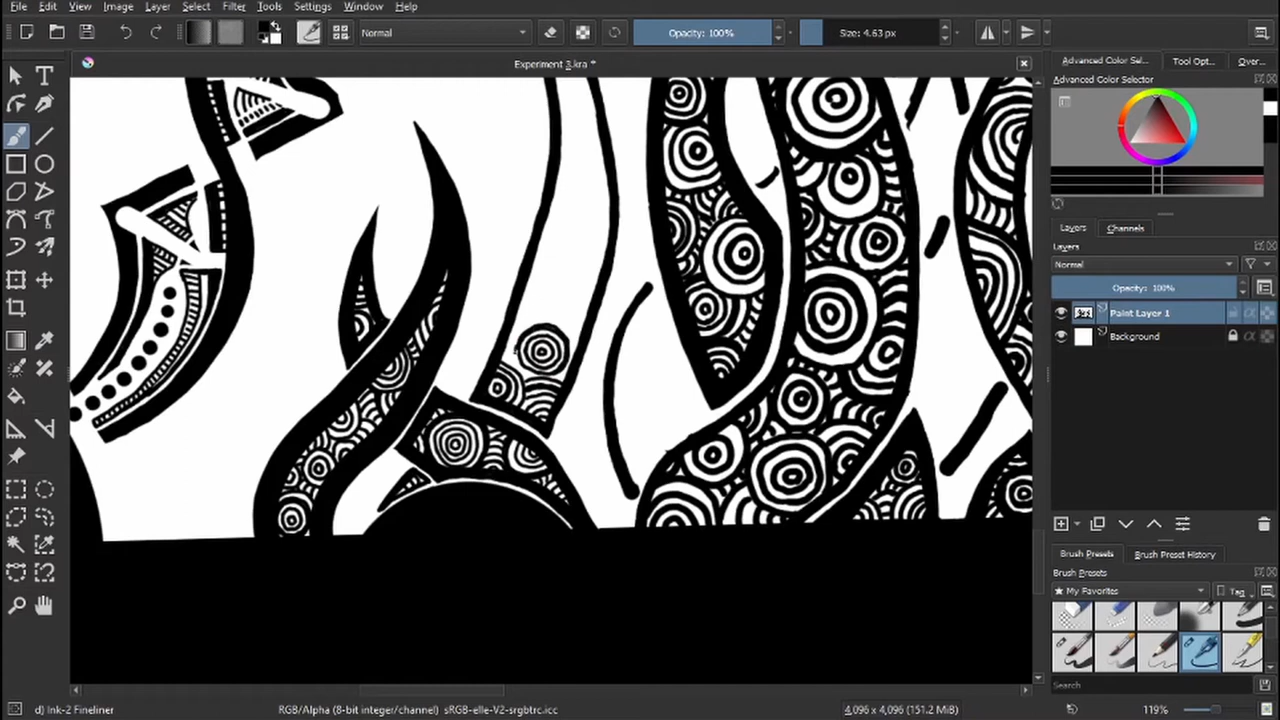 File Edit View Image Layer Select Filter Tools Settings Window Help
Normal Opacity: 100% Size: 4.63 px
Experiment 3.kra *
Advanced Color Sel... Tool Opt... Over...
Advanced Color Selector
Layers Channels
Layers
Normal
Opacity: 100%
Paint Layer 1
Background
Brush Presets Brush Preset History
Brush Presets
★ My Favorites Tag
Search
d) Ink-2 Fineliner RGB/Alpha (8-bit integer/channel) sRGB-elle-V2-srgbtrc.icc 4,096 x 4,096 (151.2 MiB) 119%